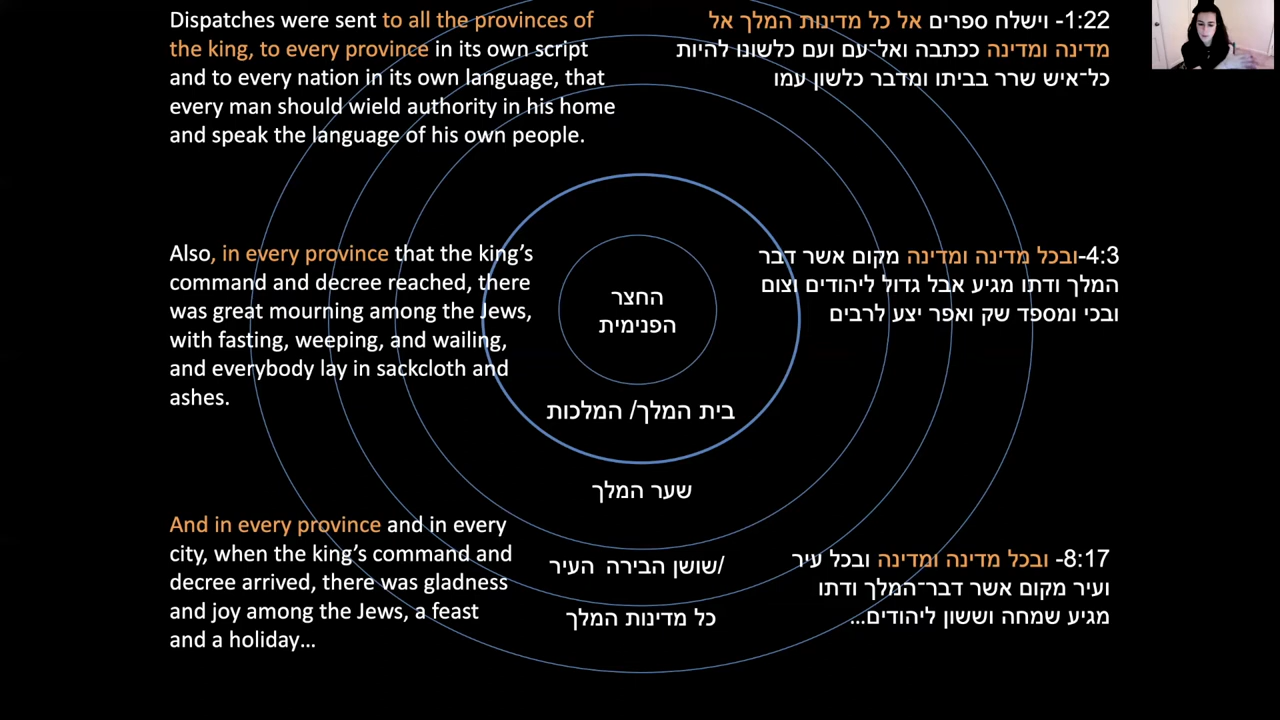 Dispatches were sent to all the provinces of
the king, to every province in its own script
and to every nation in its own language, that
every man should wield authority in his home
and speak the language of his own people.
1:22- וישלח ספרים אל כל מדינות המלך אל
מדינה ומדינה ככתבה ואל־עם ועם כלשונו להיות
כל־איש שרר בביתו ומדבר כלשון עמו
Also, in every province that the king's
command and decree reached, there
was great mourning among the Jews,
with fasting, weeping, and wailing,
and everybody lay in sackcloth and
ashes.
4:3-ובכל מדינה ומדינה מקום אשר דבר
המלך ודתו מגיע אבל גדול ליהודים וצום
ובכי ומספד שק ואפר יצע לרבים
החצר
הפנימית
בית המלך/ המלכות
שער המלך
שושן הבירה העיר/
כל מדינות המלך
And in every province and in every
city, when the king's command and
decree arrived, there was gladness
and joy among the Jews, a feast
and a holiday...
8:17- ובכל מדינה ומדינה ובכל עיר
ועיר מקום אשר דבר־המלך ודתו
מגיע שמחה וששון ליהודים...